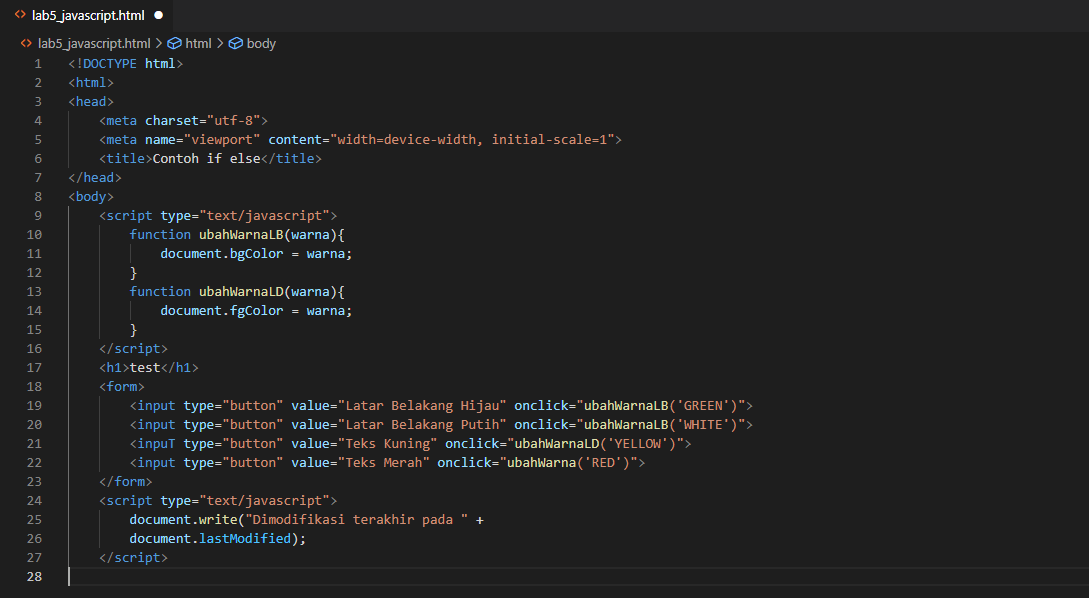 lab5_javascript.html
lab5_javascript.html > html > body
1 <!DOCTYPE html>
2 <html>
3 <head>
4     <meta charset="utf-8">
5     <meta name="viewport" content="width=device-width, initial-scale=1">
6     <title>Contoh if else</title>
7 </head>
8 <body>
9     <script type="text/javascript">
10         function ubahWarnaLB(warna){
11             document.bgColor = warna;
12         }
13         function ubahWarnaLD(warna){
14             document.fgColor = warna;
15         }
16     </script>
17     <h1>test</h1>
18     <form>
19         <input type="button" value="Latar Belakang Hijau" onclick="ubahWarnaLB('GREEN')">
20         <input type="button" value="Latar Belakang Putih" onclick="ubahWarnaLB('WHITE')">
21         <inpuT type="button" value="Teks Kuning" onclick="ubahWarnaLD('YELLOW')">
22         <input type="button" value="Teks Merah" onclick="ubahWarna('RED')">
23     </form>
24     <script type="text/javascript">
25         document.write("Dimodifikasi terakhir pada " +
26         document.lastModified);
27     </script>
28